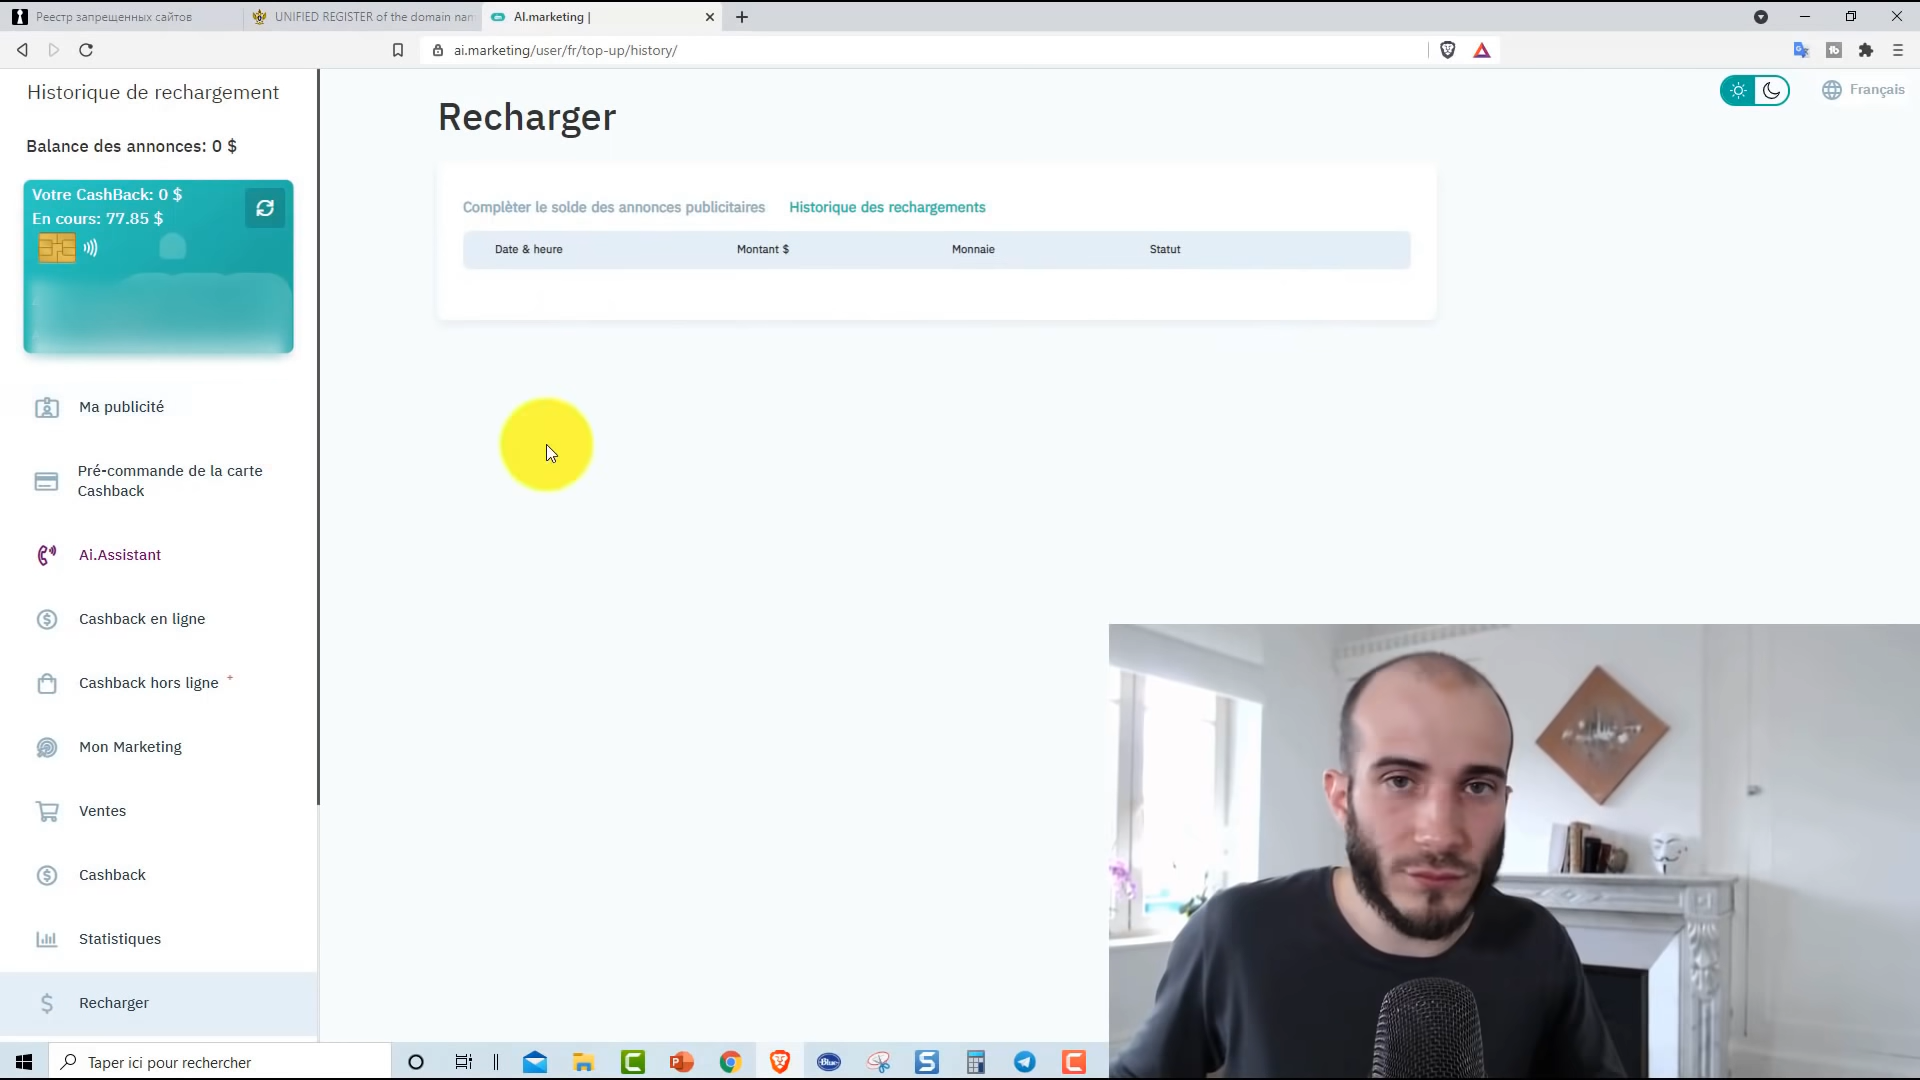 Реестр запрещенных сайтов
UNIFIED REGISTER of the domain nan
AI.marketing |
ai.marketing/user/fr/top-up/history/
Historique de rechargement
Balance des annonces: 0 $
Votre CashBack: 0 $
En cours: 77.85 $
Ma publicité
Pré-commande de la carte
Cashback
Ai.Assistant
Cashback en ligne
Cashback hors ligne +
Mon Marketing
Ventes
Cashback
Statistiques
Recharger
Recharger
Français
Complèter le solde des annonces publicitaires
Historique des rechargements
Date & heure
Montant $
Monnaie
Statut
Taper ici pour rechercher
Blue